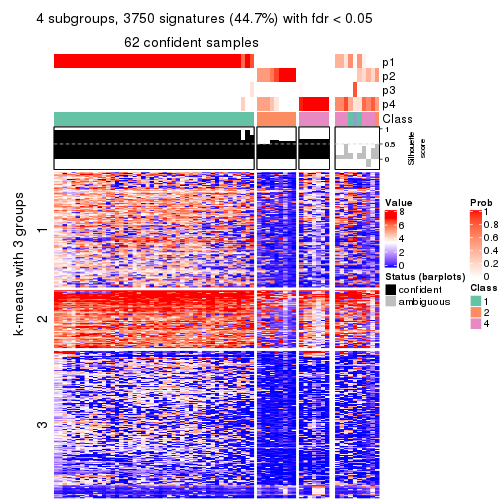 4 subgroups, 3750 signatures (44.7%) with fdr < 0.05
62 confident samples
p1
p2
p3
p4
Class
1
0.5
0
Silhouette
score
k-means with 3 groups
1
2
3
Value
8
6
4
2
0
Status (barplots)
confident
ambiguous
Prob
1
0.8
0.6
0.4
0.2
0
Class
1
2
4